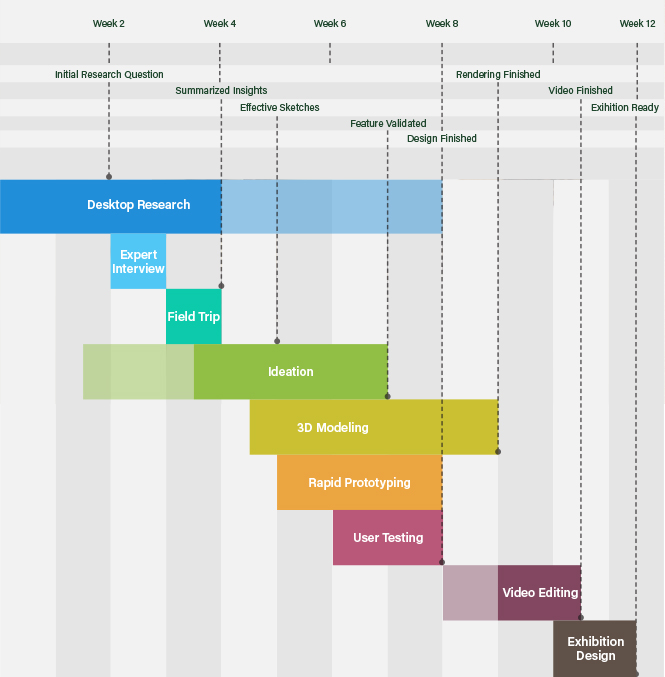 Week 2
Week 4
Week 6
Week 8
Week 10
Week 12
Initial Research Question
Rendering Finished
Summarized Insights
Video Finished
Effective Sketches
Exihition Ready
Feature Validated
Design Finished
Desktop Research
Expert
Interview
Field Trip
Ideation
3D Modeling
Rapid Prototyping
User Testing
Video Editing
Exhibition
Design